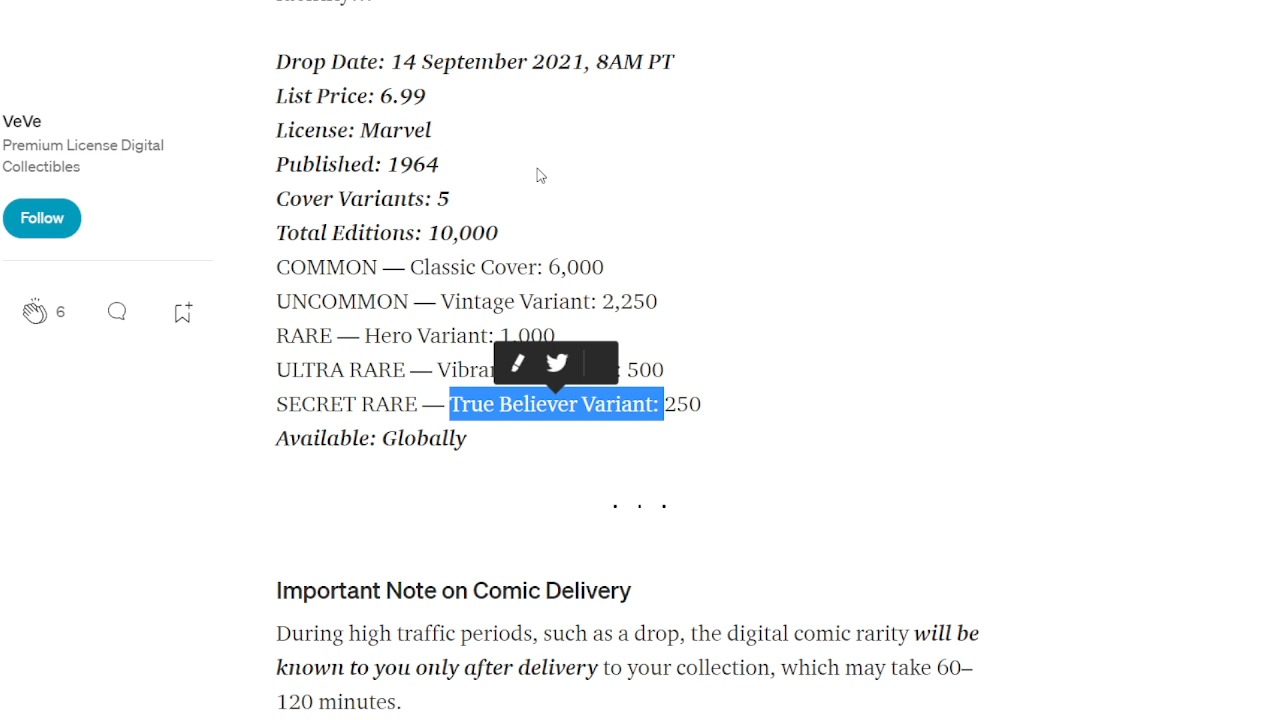 Drop Date: 14 September 2021, 8AM PT
List Price: 6.99
License: Marvel
Published: 1964
Cover Variants: 5
Total Editions: 10,000
COMMON — Classic Cover: 6,000
UNCOMMON — Vintage Variant: 2,250
RARE — Hero Variant: 1,000
ULTRA RARE — : 500
SECRET RARE — True Believer Variant: 250
Available: Globally
VeVe
Premium License Digital
Collectibles
Follow
6
. . .
Important Note on Comic Delivery
During high traffic periods, such as a drop, the digital comic rarity will be
known to you only after delivery to your collection, which may take 60–
120 minutes.